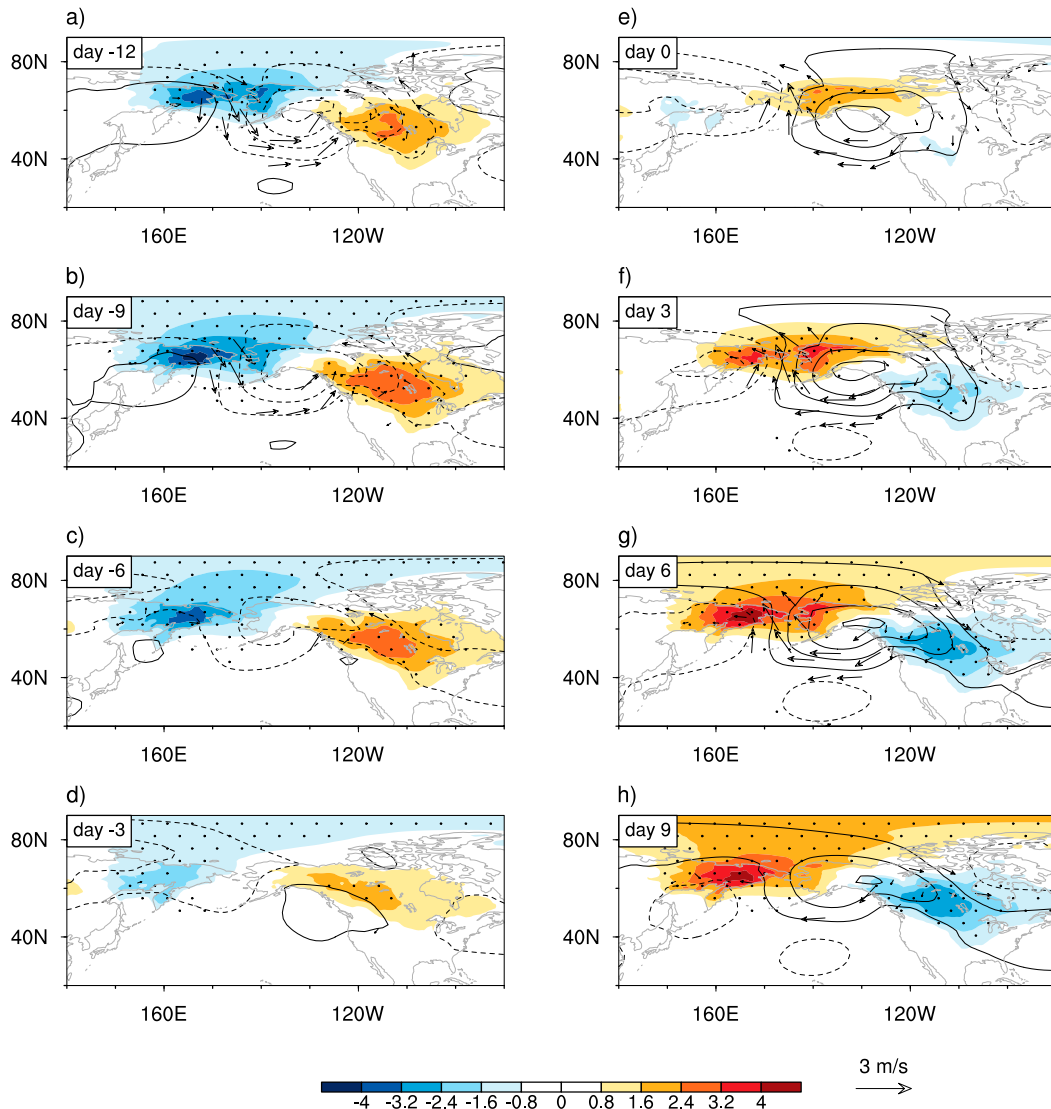 a)
day -12
80N
40N
160E
120W
b)
day -9
80N
40N
160E
120W
c)
day -6
80N
40N
160E
120W
d)
day -3
80N
40N
160E
120W
e)
day 0
80N
40N
160E
120W
f)
day 3
80N
40N
160E
120W
g)
day 6
80N
40N
160E
120W
h)
day 9
80N
40N
160E
120W
-4 -3.2 -2.4 -1.6 -0.8 0 0.8 1.6 2.4 3.2 4
3 m/s